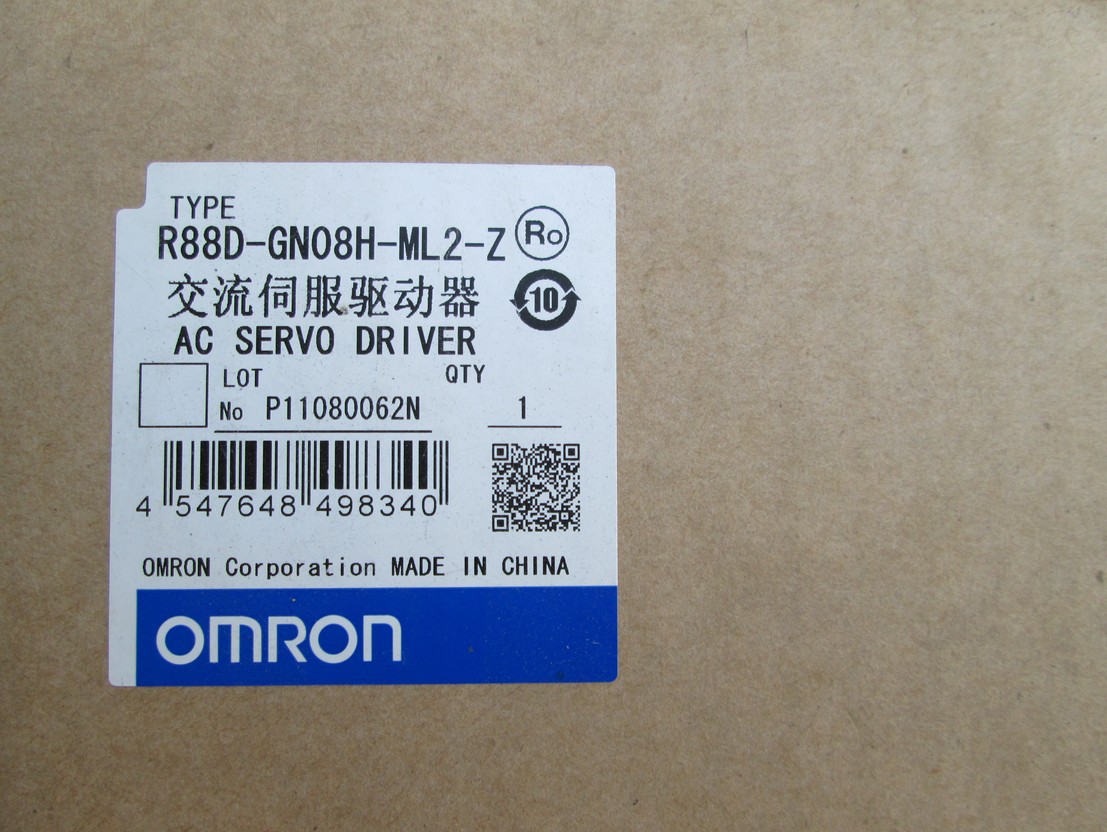 TYPE
R88D-GN08H-ML2-Z Ro
交流伺服驱动器 10
AC SERVO DRIVER
LOT QTY
No P11080062N 1
4 547648 498340
OMRON Corporation MADE IN CHINA
OMRON